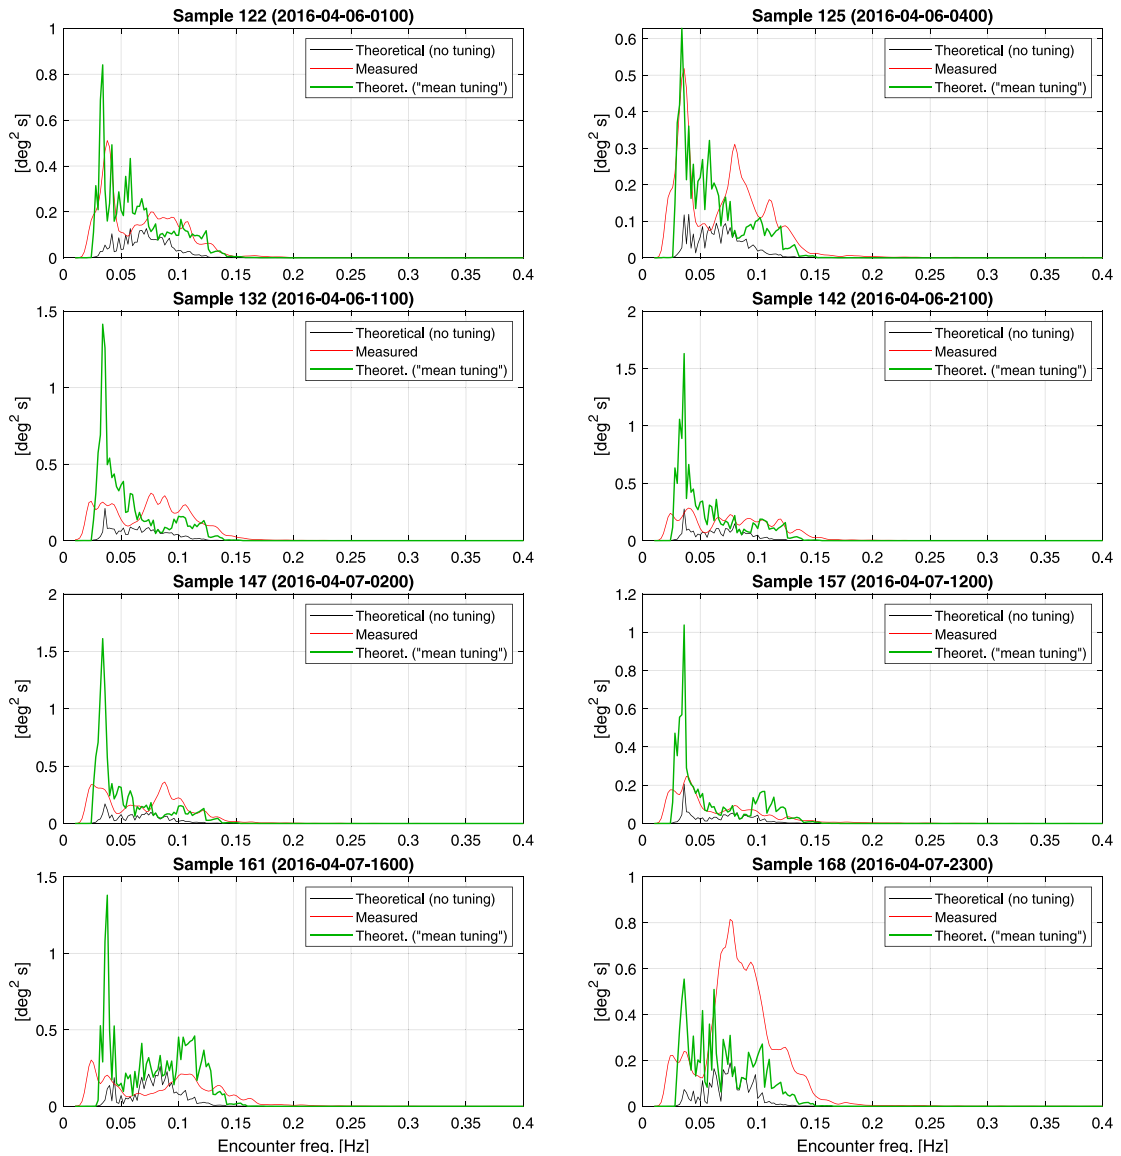 Sample 122 (2016-04-06-0100)
[deg² s]
1
0.8
0.6
0.4
0.2
0
Theoretical (no tuning)
Measured
Theoret. ("mean tuning")
0 0.05 0.1 0.15 0.2 0.25 0.3 0.35 0.4
Sample 125 (2016-04-06-0400)
[deg² s]
0.6
0.5
0.4
0.3
0.2
0.1
0
Theoretical (no tuning)
Measured
Theoret. ("mean tuning")
0 0.05 0.1 0.15 0.2 0.25 0.3 0.35 0.4
Sample 132 (2016-04-06-1100)
[deg² s]
1.5
1
0.5
0
Theoretical (no tuning)
Measured
Theoret. ("mean tuning")
0 0.05 0.1 0.15 0.2 0.25 0.3 0.35 0.4
Sample 142 (2016-04-06-2100)
[deg² s]
2
1.5
1
0.5
0
Theoretical (no tuning)
Measured
Theoret. ("mean tuning")
0 0.05 0.1 0.15 0.2 0.25 0.3 0.35 0.4
Sample 147 (2016-04-07-0200)
[deg² s]
2
1.5
1
0.5
0
Theoretical (no tuning)
Measured
Theoret. ("mean tuning")
0 0.05 0.1 0.15 0.2 0.25 0.3 0.35 0.4
Sample 157 (2016-04-07-1200)
[deg² s]
1.2
1
0.8
0.6
0.4
0.2
0
Theoretical (no tuning)
Measured
Theoret. ("mean tuning")
0 0.05 0.1 0.15 0.2 0.25 0.3 0.35 0.4
Sample 161 (2016-04-07-1600)
[deg² s]
1.5
1
0.5
0
Theoretical (no tuning)
Measured
Theoret. ("mean tuning")
0 0.05 0.1 0.15 0.2 0.25 0.3 0.35 0.4
Encounter freq. [Hz]
Sample 168 (2016-04-07-2300)
[deg² s]
1
0.8
0.6
0.4
0.2
0
Theoretical (no tuning)
Measured
Theoret. ("mean tuning")
0 0.05 0.1 0.15 0.2 0.25 0.3 0.35 0.4
Encounter freq. [Hz]